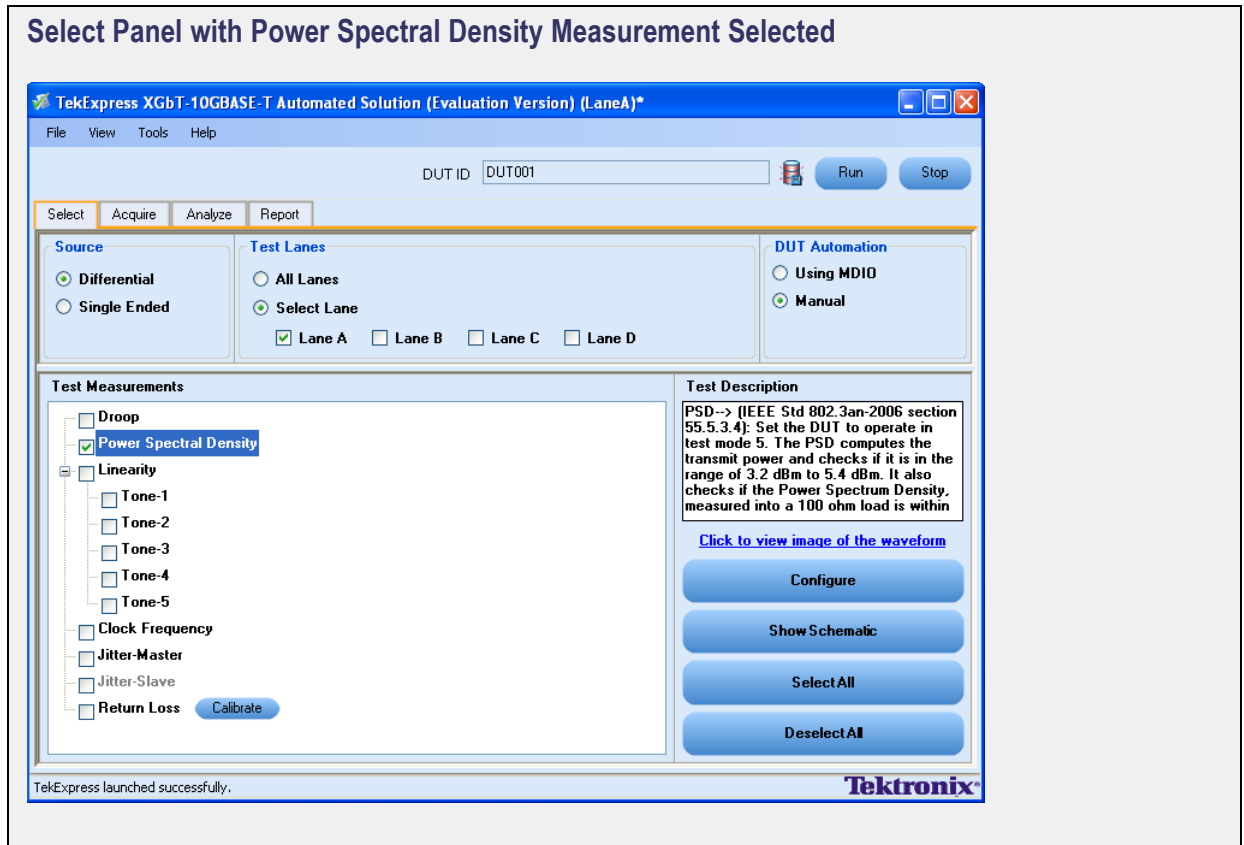 Select Panel with Power Spectral Density Measurement Selected
TekExpress XGbT-10GBASE-T Automated Solution (Evaluation Version) (LaneA)*
File View Tools Help
DUT ID DUT001 Run Stop
Select Acquire Analyze Report
Source
Differential
Single Ended
Test Lanes
All Lanes
Select Lane
Lane A Lane B Lane C Lane D
DUT Automation
Using MDIO
Manual
Test Measurements
Droop
Power Spectral Density
Linearity
Tone-1
Tone-2
Tone-3
Tone-4
Tone-5
Clock Frequency
Jitter-Master
Jitter-Slave
Return Loss Calibrate
Test Description
PSD--> (IEEE Std 802.3an-2006 section
55.5.3.4): Set the DUT to operate in
test mode 5. The PSD computes the
transmit power and checks if it is in the
range of 3.2 dBm to 5.4 dBm. It also
checks if the Power Spectrum Density,
measured into a 100 ohm load is within
Click to view image of the waveform
Configure
Show Schematic
Select All
Deselect All
TekExpress launched successfully.
Tektronix